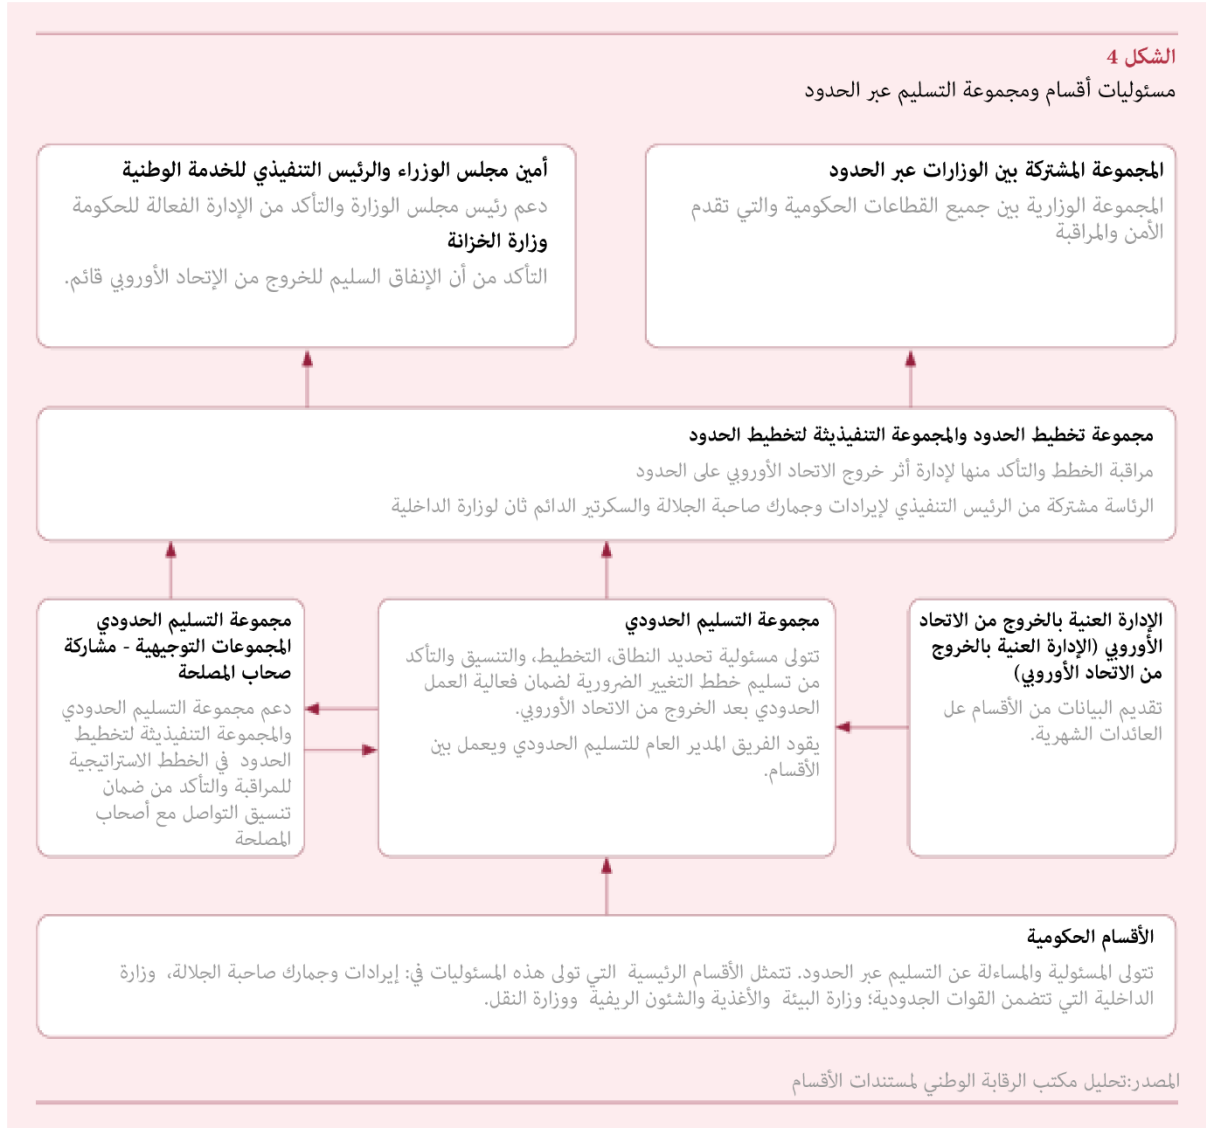 الشكل 4
مسئوليات أقسام ومجموعة التسليم عبر الحدود
المجموعة المشتركة بين الوزارات عبر الحدود
المجموعة الوزارية بين جميع القطاعات الحكومية والتي تقدم
الأمن والمراقبة
أمين مجلس الوزراء والرئيس التنفيذي للخدمة الوطنية
دعم رئيس مجلس الوزارة والتأكد من الإدارة الفعالة للحكومة
وزارة الخزانة
التأكد من أن الإنفاق السليم للخروج من الإتحاد الأوروبي قائم.
مجموعة تخطيط الحدود والمجموعة التنفيذيثة لتخطيط الحدود
مراقبة الخطط والتأكد منها لإدارة أثر خروج الاتحاد الأوروبي على الحدود
الرئاسة مشتركة من الرئيس التنفيذي لإيرادات وجمارك صاحبة الجلالة والسكرتير الدائم ثان لوزارة الداخلية
الإدارة العنية بالخروج من الاتحاد
الأوروبي (الإدارة العنية بالخروج
من الاتحاد الأوروبي)
تقديم البيانات من الأقسام عل
العائدات الشهرية.
مجموعة التسليم الحدودي
تتولى مسئولية تحديد النطاق، التخطيط، والتنسيق والتأكد
من تسليم خطط التغيير الضرورية لضمان فعالية العمل
الحدودي بعد الخروج من الاتحاد الأوروبي.
يقود الفريق المدير العام للتسليم الحدودي ويعمل بين
الأقسام.
مجموعة التسليم الحدودي
المجموعات التوجيهية - مشاركة
صحاب المصلحة
دعم مجموعة التسليم الحدودي
والمجموعة التنفيذيثة لتخطيط
الحدود في الخطط الاستراتيجية
للمراقبة والتأكد من ضمان
تنسيق التواصل مع أصحاب
المصلحة
الأقسام الحكومية
تتولى المسئولية والمساءلة عن التسليم عبر الحدود. تتمثل الأقسام الرئيسية التي تولى هذه المسئوليات في: إيرادات وجمارك صاحبة الجلالة، وزارة
الداخلية التي تتضمن القوات الجدودية؛ وزارة البيئة والأغذية والشئون الريفية ووزارة النقل.
المصدر:تحليل مكتب الرقابة الوطني لمستندات الأقسام